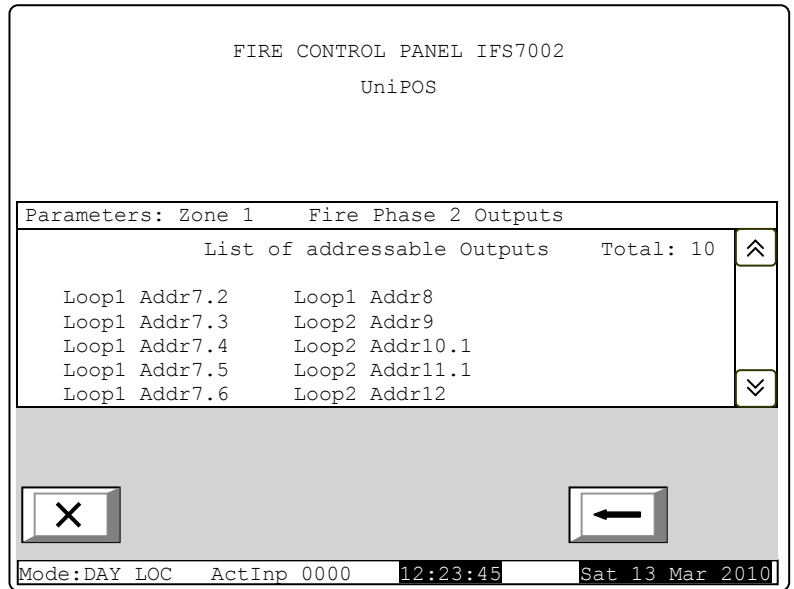 FIRE CONTROL PANEL IFS7002
UniPOS
Parameters: Zone 1 Fire Phase 2 Outputs
List of addressable Outputs Total: 10
Loop1 Addr7.2 Loop1 Addr8
Loop1 Addr7.3 Loop2 Addr9
Loop1 Addr7.4 Loop2 Addr10.1
Loop1 Addr7.5 Loop2 Addr11.1
Loop1 Addr7.6 Loop2 Addr12
Mode:DAY LOC ActInp 0000 12:23:45 Sat 13 Mar 2010